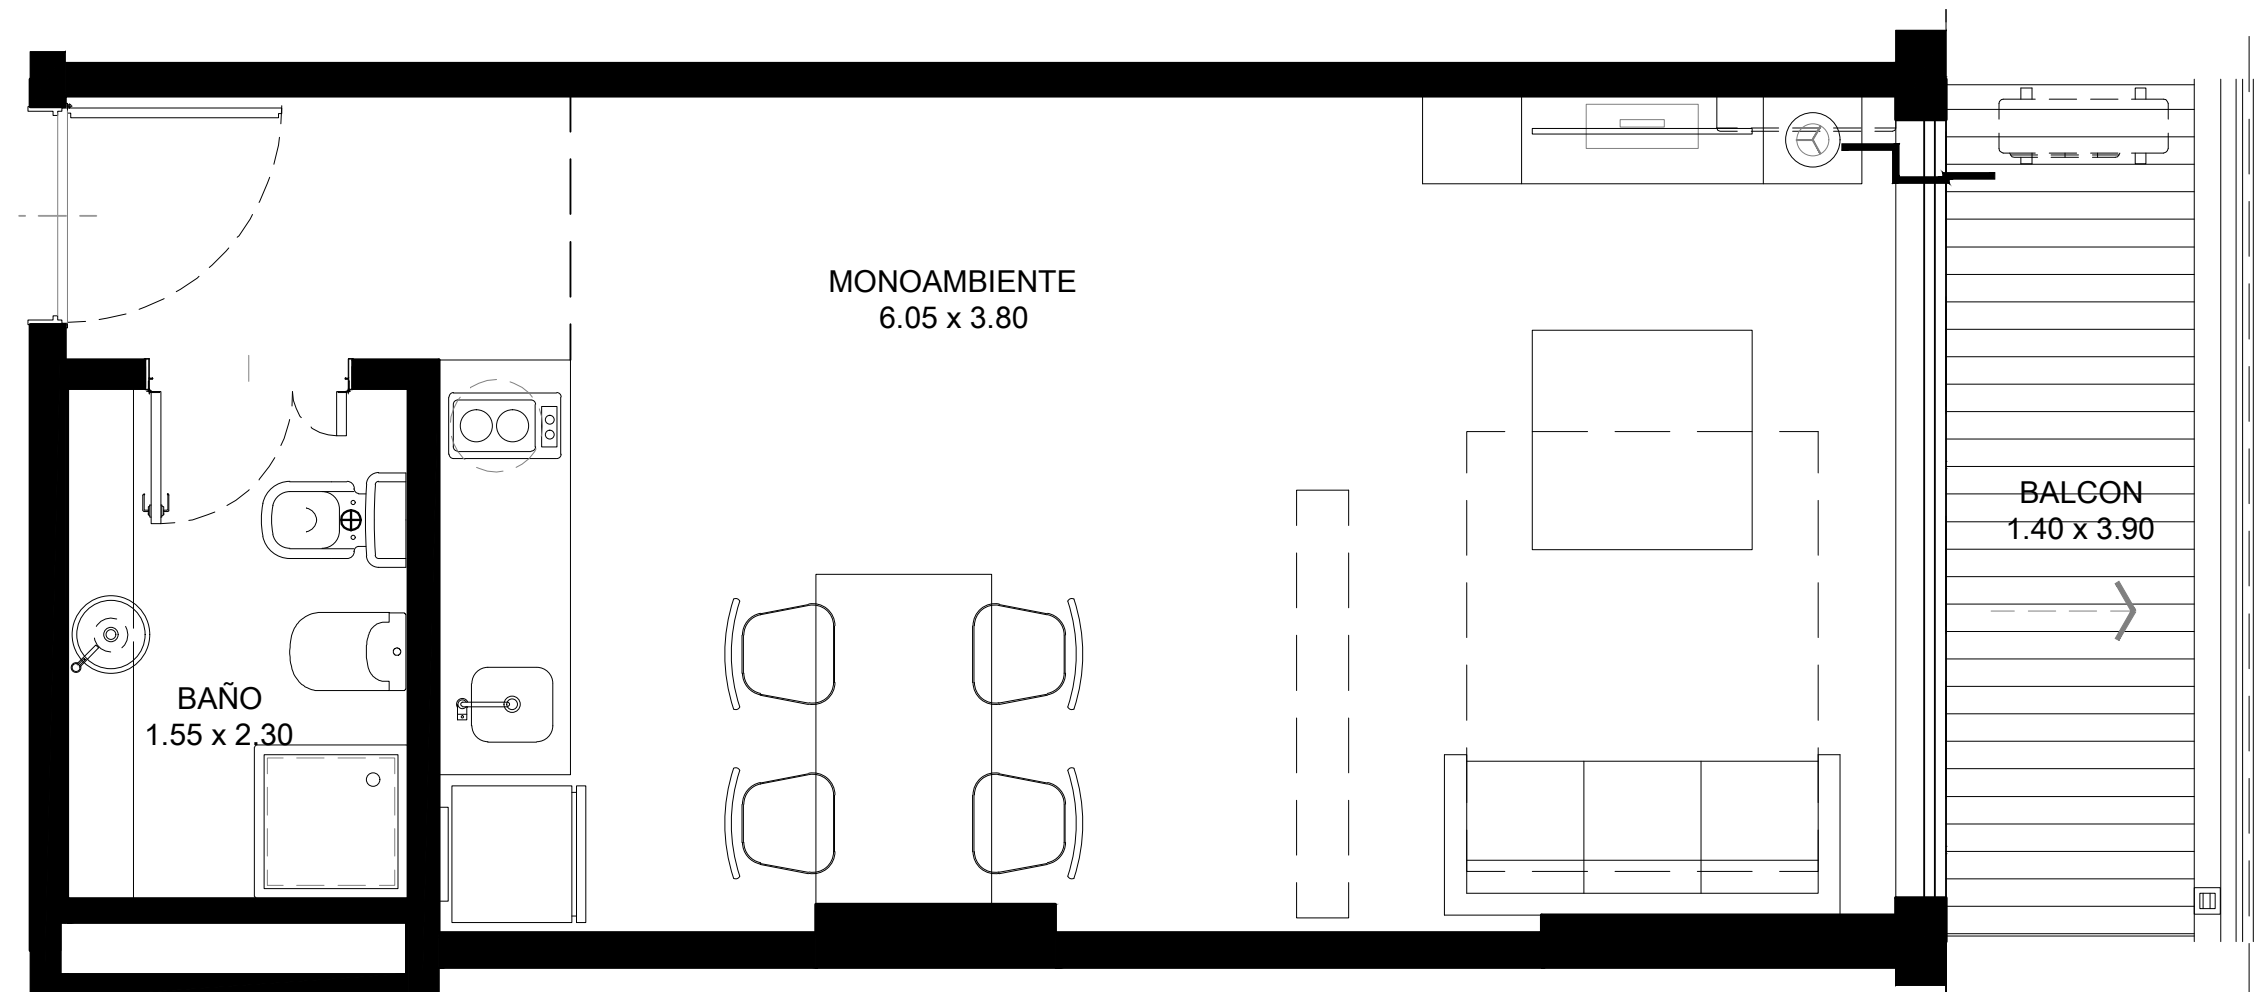 MONOAMBIENTE
6.05 x 3.80
BALCON
1.40 x 3.90
BAÑO
1.55 x 2.30